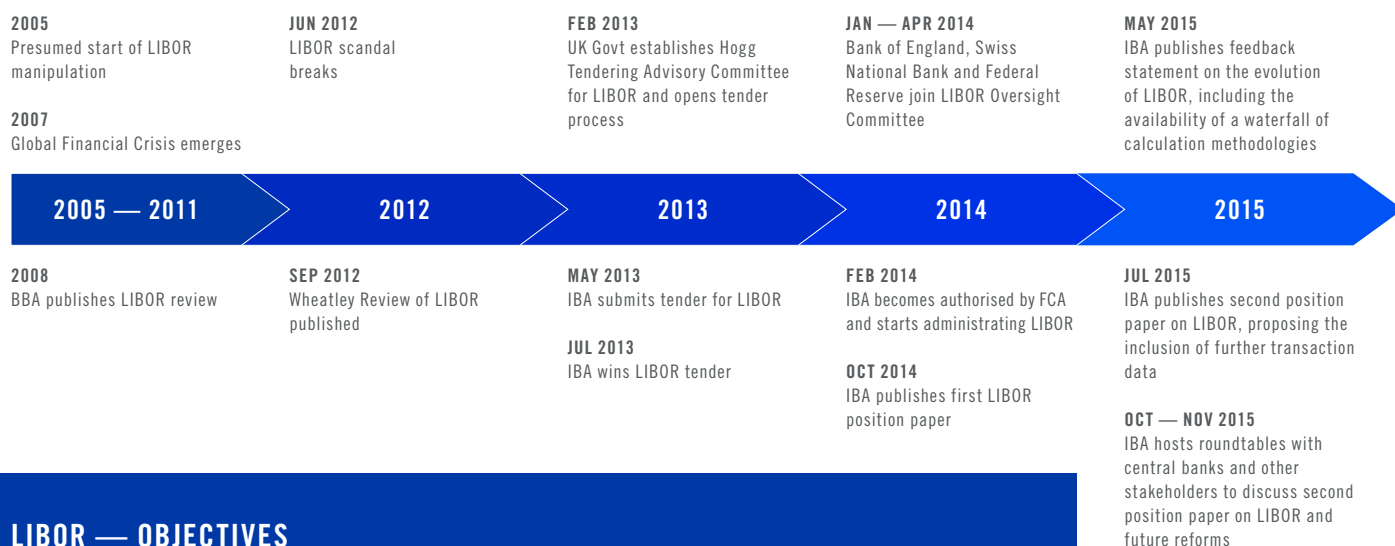 2005
Presumed start of LIBOR
manipulation
2007
Global Financial Crisis emerges
JUN 2012
LIBOR scandal
breaks
FEB 2013
UK Govt establishes Hogg
Tendering Advisory Committee
for LIBOR and opens tender
process
JAN — APR 2014
Bank of England, Swiss
National Bank and Federal
Reserve join LIBOR Oversight
Committee
MAY 2015
IBA publishes feedback
statement on the evolution
of LIBOR, including the
availability of a waterfall of
calculation methodologies
2005 — 2011
2012
2013
2014
2015
2008
BBA publishes LIBOR review
SEP 2012
Wheatley Review of LIBOR
published
MAY 2013
IBA submits tender for LIBOR
JUL 2013
IBA wins LIBOR tender
FEB 2014
IBA becomes authorised by FCA
and starts administrating LIBOR
OCT 2014
IBA publishes first LIBOR
position paper
JUL 2015
IBA publishes second position
paper on LIBOR, proposing the
inclusion of further transaction
data
OCT — NOV 2015
IBA hosts roundtables with
central banks and other
stakeholders to discuss second
position paper on LIBOR and
future reforms
LIBOR — OBJECTIVES